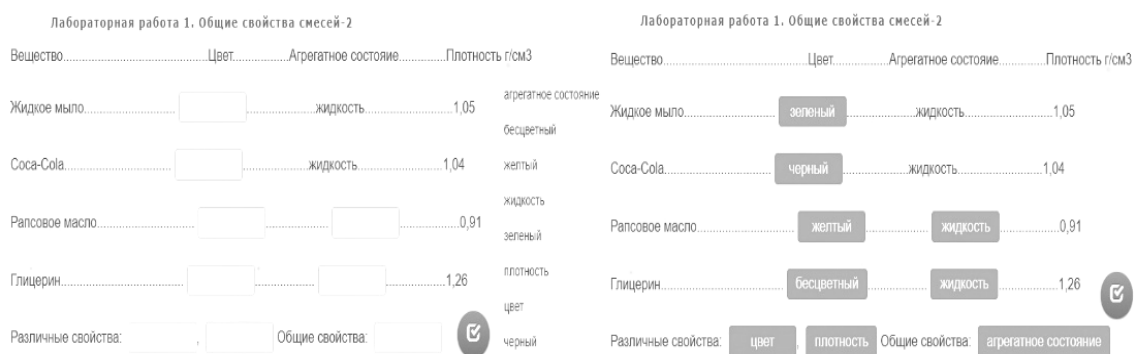 Лабораторная работа 1. Общие свойства смесей-2
Вещество Цвет Агрегатное состояие Плотность г/см3
Жидкое мыло жидкость 1,05
Coca-Cola жидкость 1,04
Рапсовое масло 0,91
Глицерин 1,26
Различные свойства: , Общие свойства:
агрегатное состояние
бесцветный
желтый
жидкость
зеленый
плотность
цвет
черный
Лабораторная работа 1. Общие свойства смесей-2
Вещество Цвет Агрегатное состояие Плотность г/см3
Жидкое мыло зеленый жидкость 1,05
Coca-Cola черный жидкость 1,04
Рапсовое масло желтый жидкость 0,91
Глицерин бесцветный жидкость 1,26
Различные свойства: цвет , плотность Общие свойства: агрегатное состояние